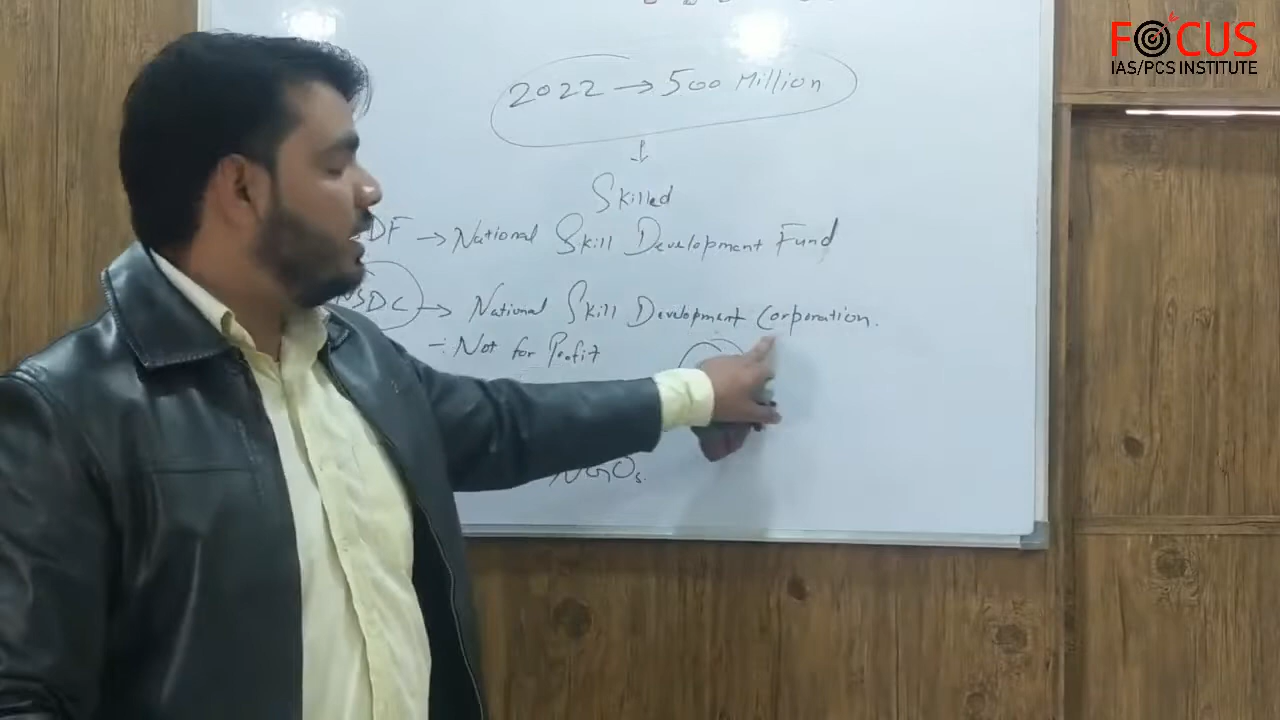 FOCUS
IAS/PCS INSTITUTE
2022 → 500 Million
↓
Skilled
DF → National Skill Development Fund
NSDC → National Skill Development Corporation.
-: Not for Profit
NGOs.